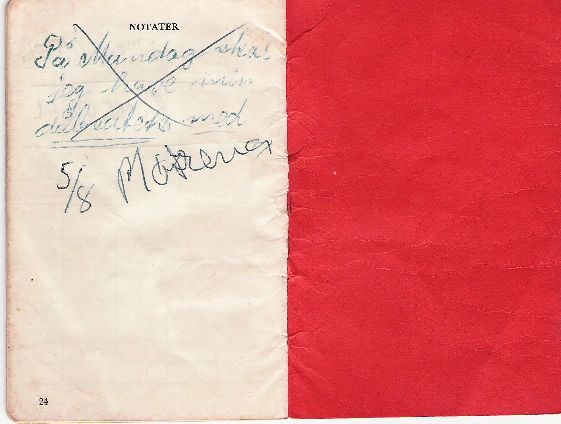 NOTATER
På Mandag skal
jeg have min
med
5/8
24